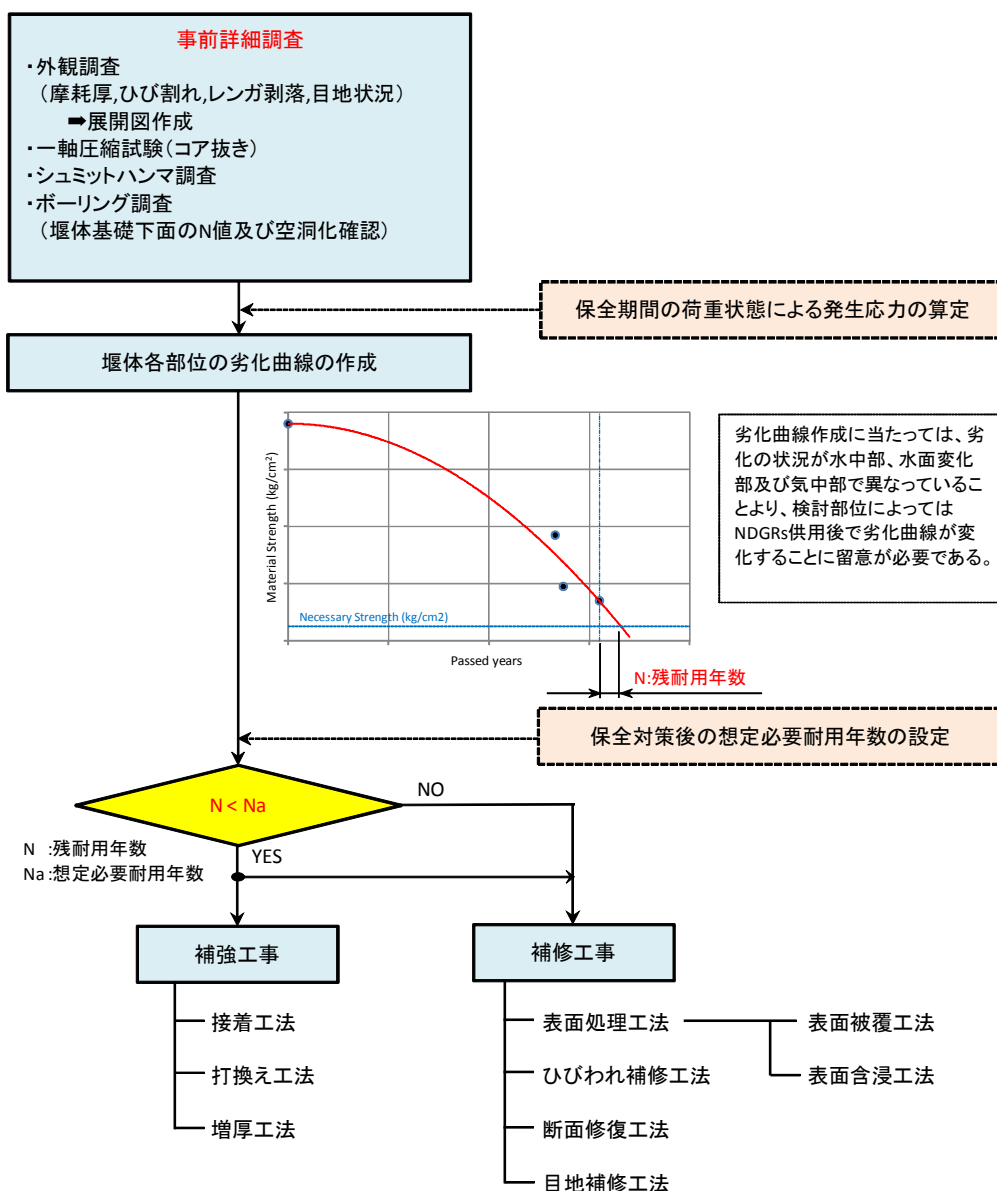 事前詳細調査
・外観調査
（摩耗厚,ひび割れ,レンガ剥落,目地状況）
➡展開図作成
・一軸圧縮試験（コア抜き）
・シュミットハンマ調査
・ボーリング調査
（堰体基礎下面のN値及び空洞化確認）
保全期間の荷重状態による発生応力の算定
堰体各部位の劣化曲線の作成
Material Strength (kg/cm²)
Necessary Strength (kg/cm2)
Passed years
N:残耐用年数
劣化曲線作成に当たっては、劣
化の状況が水中部、水面変化
部及び気中部で異なっているこ
とより、検討部位によっては
NDGRs供用後で劣化曲線が変
化することに留意が必要である。
保全対策後の想定必要耐用年数の設定
N < Na
NO
YES
N :残耐用年数
Na :想定必要耐用年数
補強工事
接着工法
打換え工法
増厚工法
補修工事
表面処理工法
ひびわれ補修工法
断面修復工法
目地補修工法
表面被覆工法
表面含浸工法